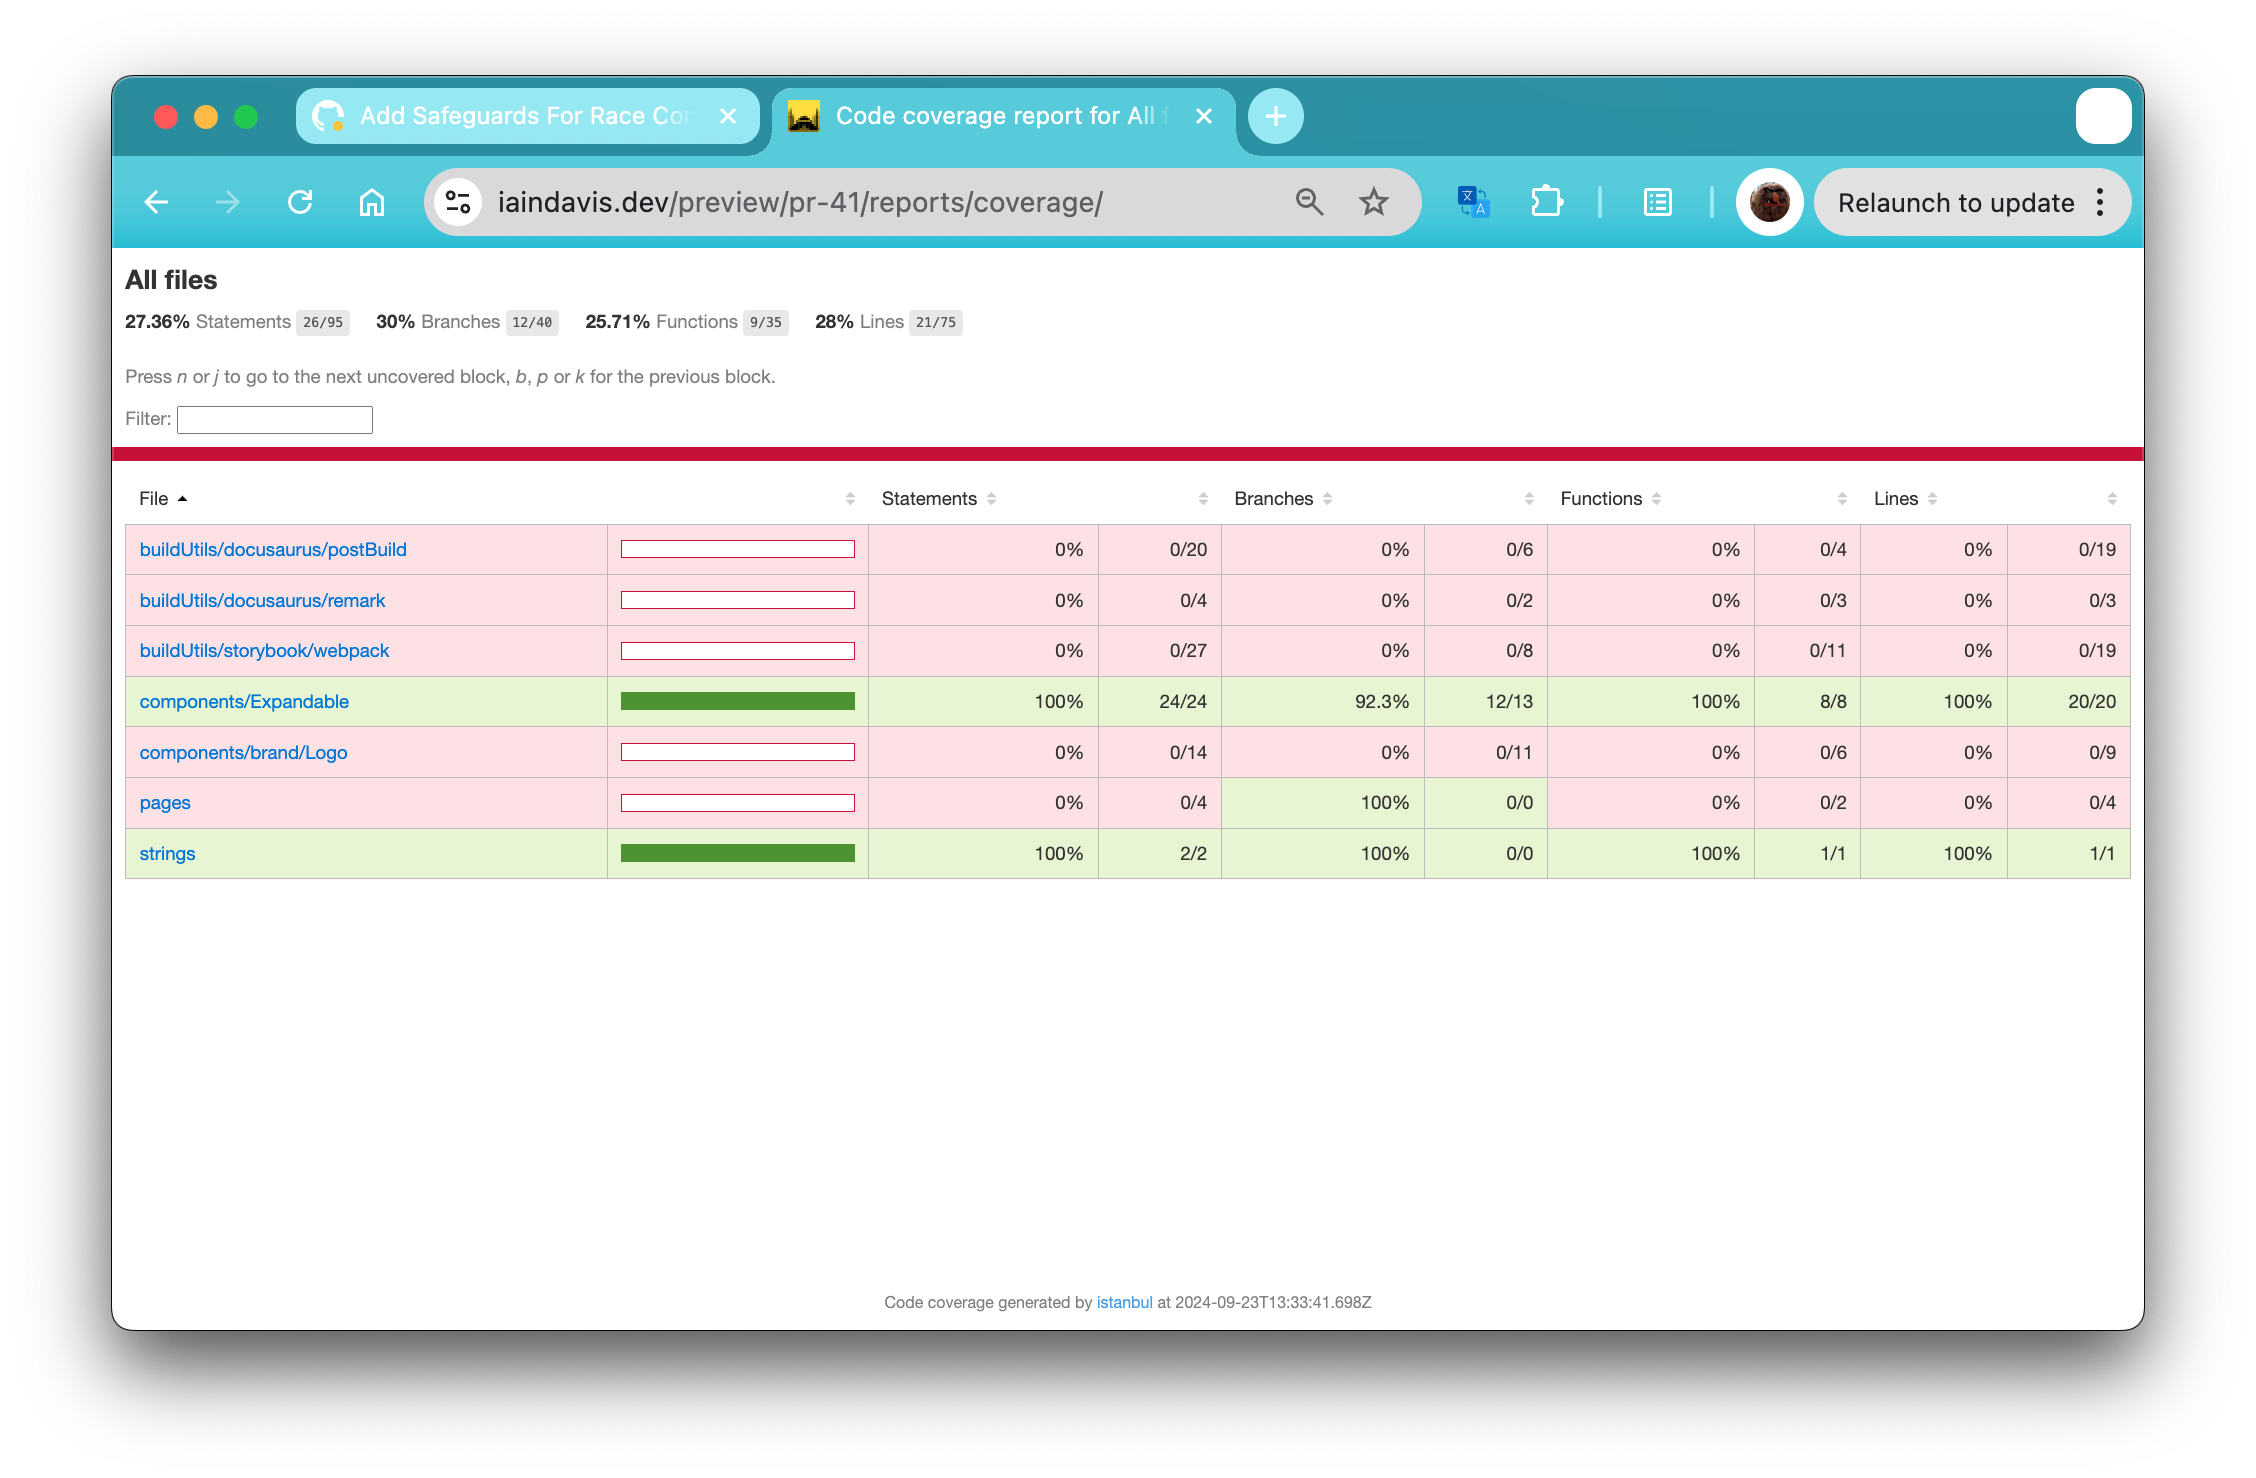 Add Safeguards For Race Con
Code coverage report for All f
iaindavis.dev/preview/pr-41/reports/coverage/
Relaunch to update
All files
27.36% Statements 26/95 30% Branches 12/40 25.71% Functions 9/35 28% Lines 21/75
Press n or j to go to the next uncovered block, b, p or k for the previous block.
Filter:
File Statements Branches Functions Lines
buildUtils/docusaurus/postBuild 0% 0/20 0% 0/6 0% 0/4 0% 0/19
buildUtils/docusaurus/remark 0% 0/4 0% 0/2 0% 0/3 0% 0/3
buildUtils/storybook/webpack 0% 0/27 0% 0/8 0% 0/11 0% 0/19
components/Expandable 100% 24/24 92.3% 12/13 100% 8/8 100% 20/20
components/brand/Logo 0% 0/14 0% 0/11 0% 0/6 0% 0/9
pages 0% 0/4 100% 0/0 0% 0/2 0% 0/4
strings 100% 2/2 100% 0/0 100% 1/1 100% 1/1
Code coverage generated by istanbul at 2024-09-23T13:33:41.698Z